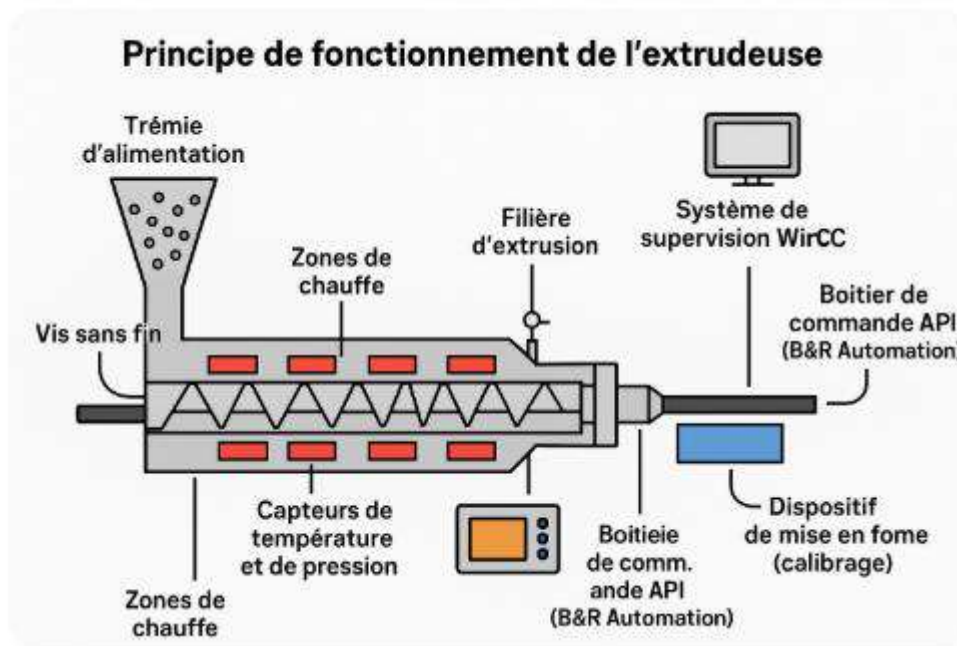 Principe de fonctionnement de l'extrudeuse
Trémie
d'alimentation
Zones de
chauffe
Filière
d'extrusion
Système de
supervision WirCC
Boitier de
commande API
(B&R Automation)
Vis sans fin
Capteurs de
température
et de pression
Zones de
chauffe
Boitieie
de comm.
ande API
(B&R Automation)
Dispositif
de mise en fome
(calibrage)